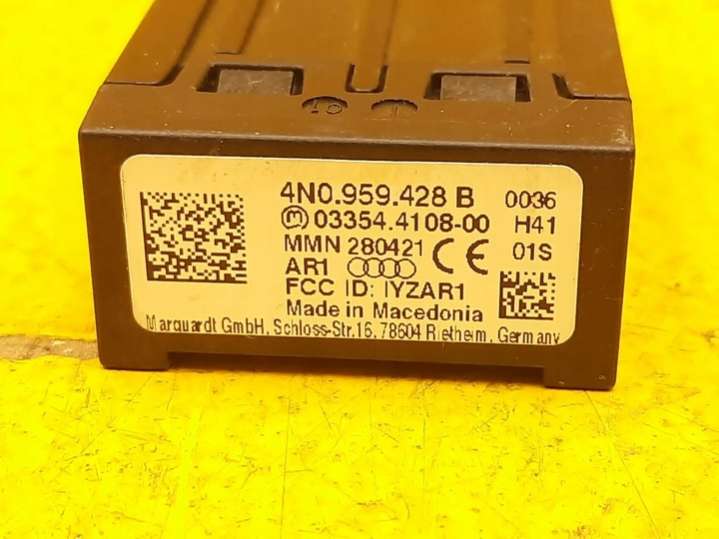 4N0.959.428 B 0036
m 03354.4108-00 H41
MMN 280421 CE 01S
AR1
FCC ID: IYZAR1
Made in Macedonia
Marquardt GmbH, Schloss-Str.16, 78604 Rietheim, Germany